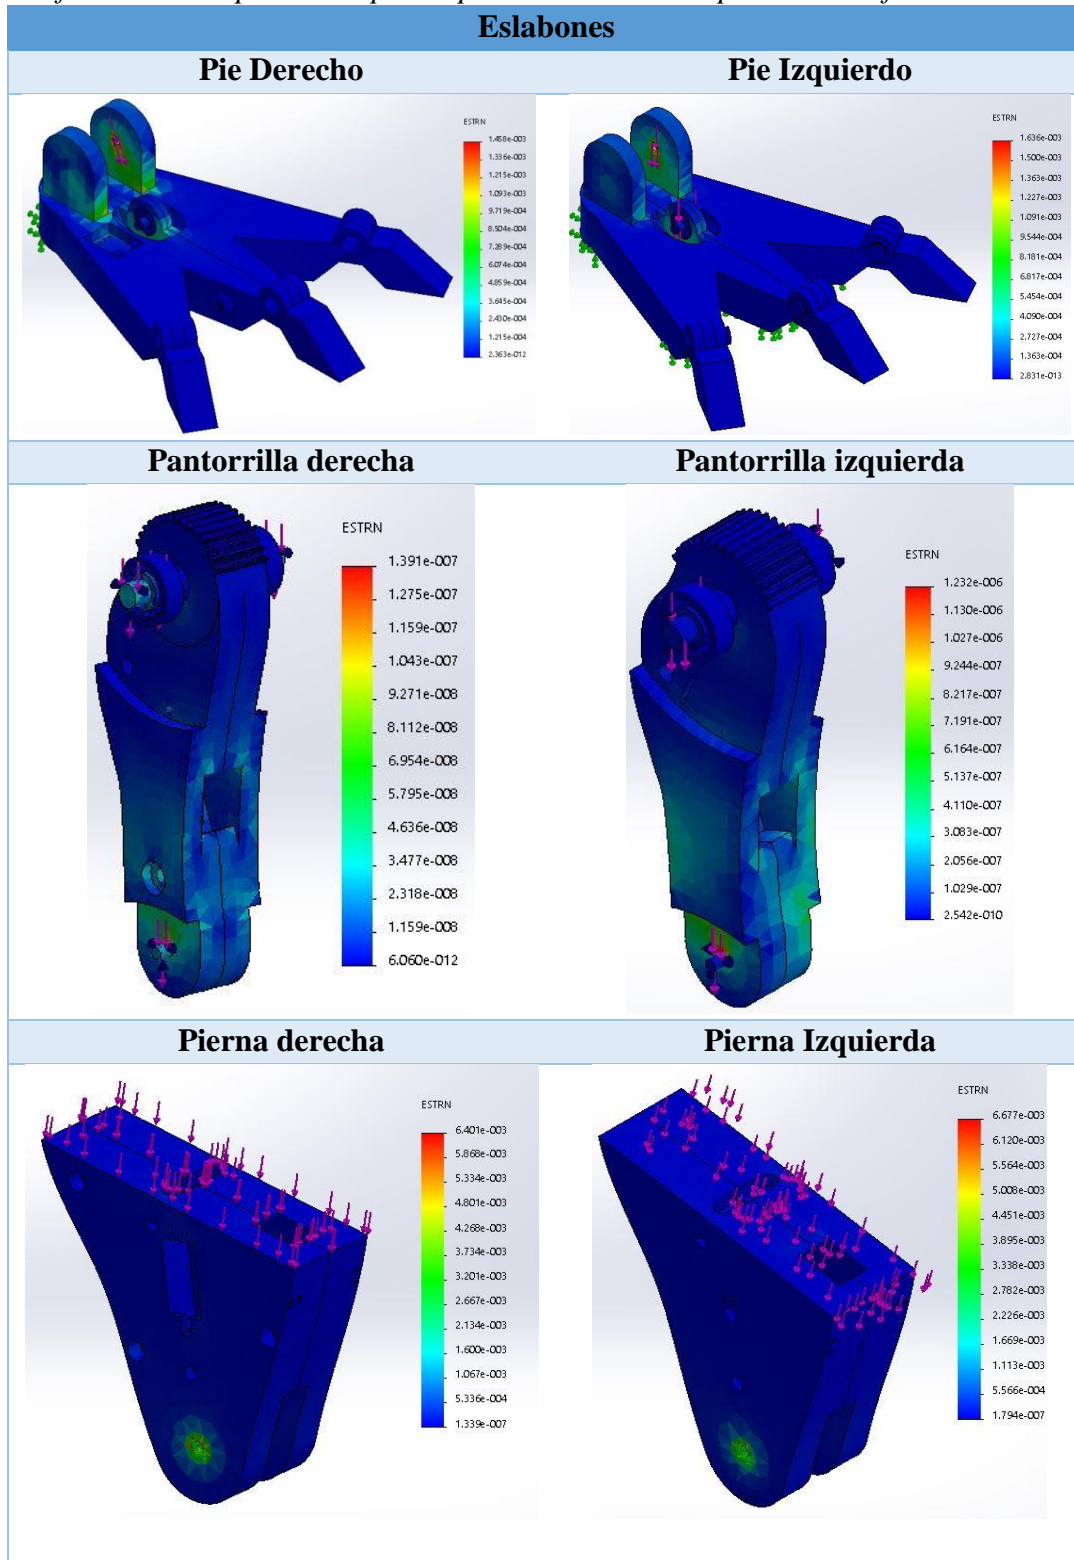 Eslabones
Pie Derecho
Pie Izquierdo
ESTRN
1.458e-003
1.336e-003
1.215e-003
1.093e-003
9.719e-004
8.504e-004
7.289e-004
6.074e-004
4.859e-004
3.645e-004
2.430e-004
1.215e-004
2.363e-012
ESTRN
1.636e-003
1.500e-003
1.363e-003
1.227e-003
1.091e-003
9.544e-004
8.181e-004
6.817e-004
5.454e-004
4.090e-004
2.727e-004
1.363e-004
2.831e-013
Pantorrilla derecha
Pantorrilla izquierda
ESTRN
1.391e-007
1.275e-007
1.159e-007
1.043e-007
9.271e-008
8.112e-008
6.954e-008
5.795e-008
4.636e-008
3.477e-008
2.318e-008
1.159e-008
6.060e-012
ESTRN
1.232e-006
1.130e-006
1.027e-006
9.244e-007
8.217e-007
7.191e-007
6.164e-007
5.137e-007
4.110e-007
3.083e-007
2.056e-007
1.029e-007
2.542e-010
Pierna derecha
Pierna Izquierda
ESTRN
6.401e-003
5.868e-003
5.334e-003
4.801e-003
4.268e-003
3.734e-003
3.201e-003
2.667e-003
2.134e-003
1.600e-003
1.067e-003
5.336e-004
1.339e-007
ESTRN
6.677e-003
6.120e-003
5.564e-003
5.008e-003
4.451e-003
3.895e-003
3.338e-003
2.782e-003
2.226e-003
1.669e-003
1.113e-003
5.566e-004
1.794e-007